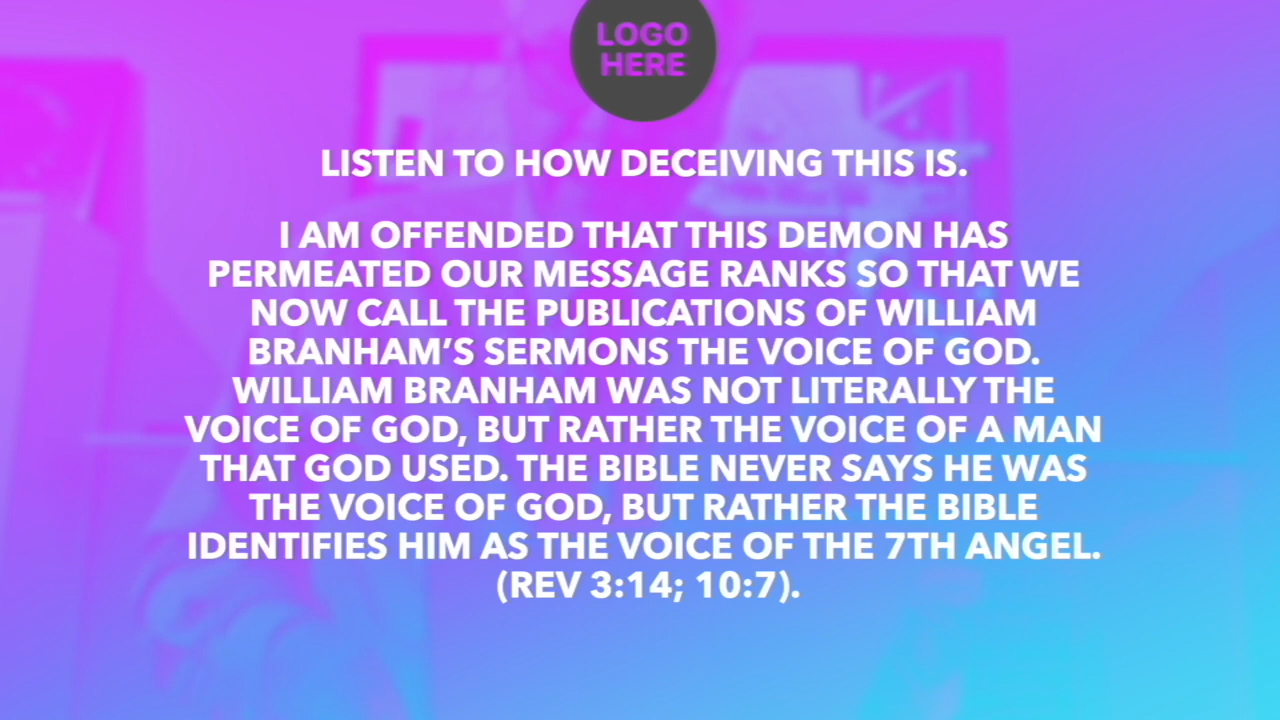 LOGO
HERE
LISTEN TO HOW DECEIVING THIS IS.
I AM OFFENDED THAT THIS DEMON HAS
PERMEATED OUR MESSAGE RANKS SO THAT WE
NOW CALL THE PUBLICATIONS OF WILLIAM
BRANHAM’S SERMONS THE VOICE OF GOD.
WILLIAM BRANHAM WAS NOT LITERALLY THE
VOICE OF GOD, BUT RATHER THE VOICE OF A MAN
THAT GOD USED. THE BIBLE NEVER SAYS HE WAS
THE VOICE OF GOD, BUT RATHER THE BIBLE
IDENTIFIES HIM AS THE VOICE OF THE 7TH ANGEL.
(REV 3:14; 10:7).